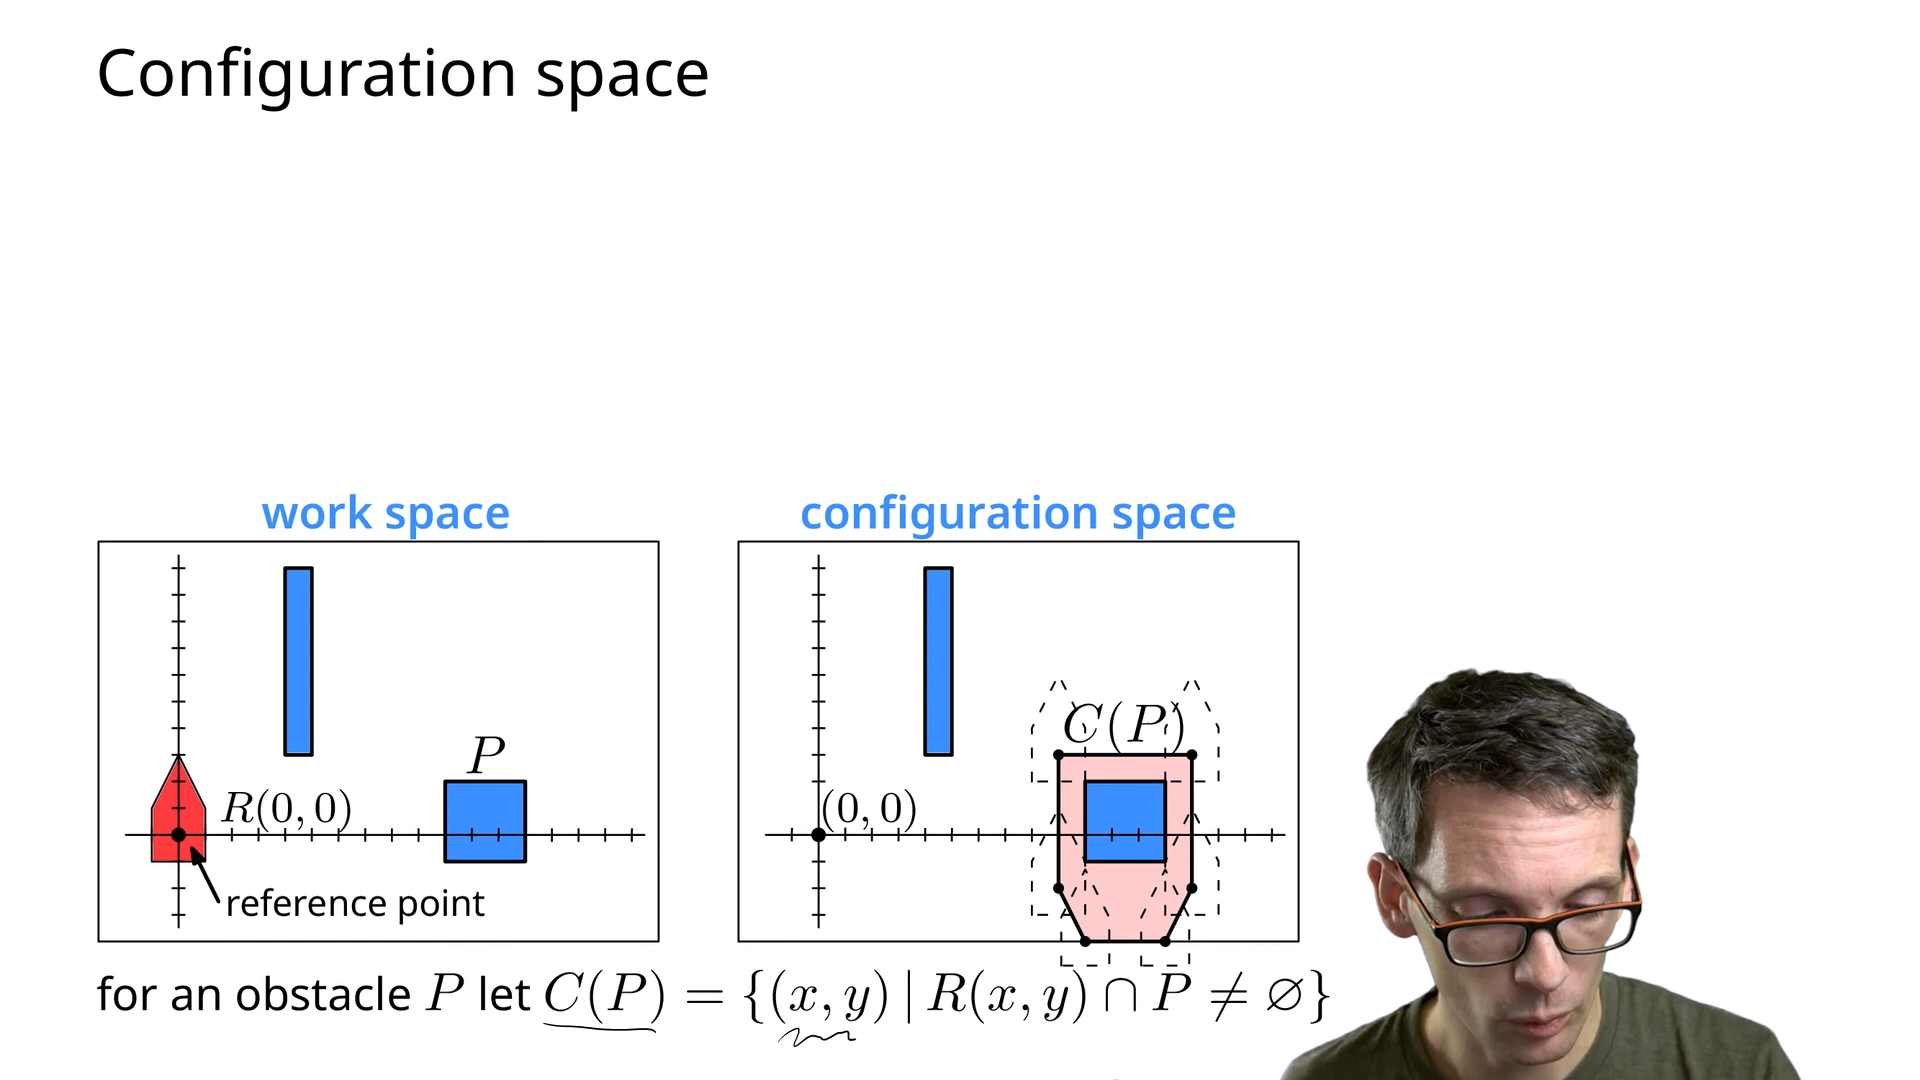 Configuration space
work space
configuration space
P
C(P)
R(0, 0)
(0, 0)
reference point
for an obstacle P let C(P) = {(x, y) | R(x, y) ∩ P ≠ ∅}